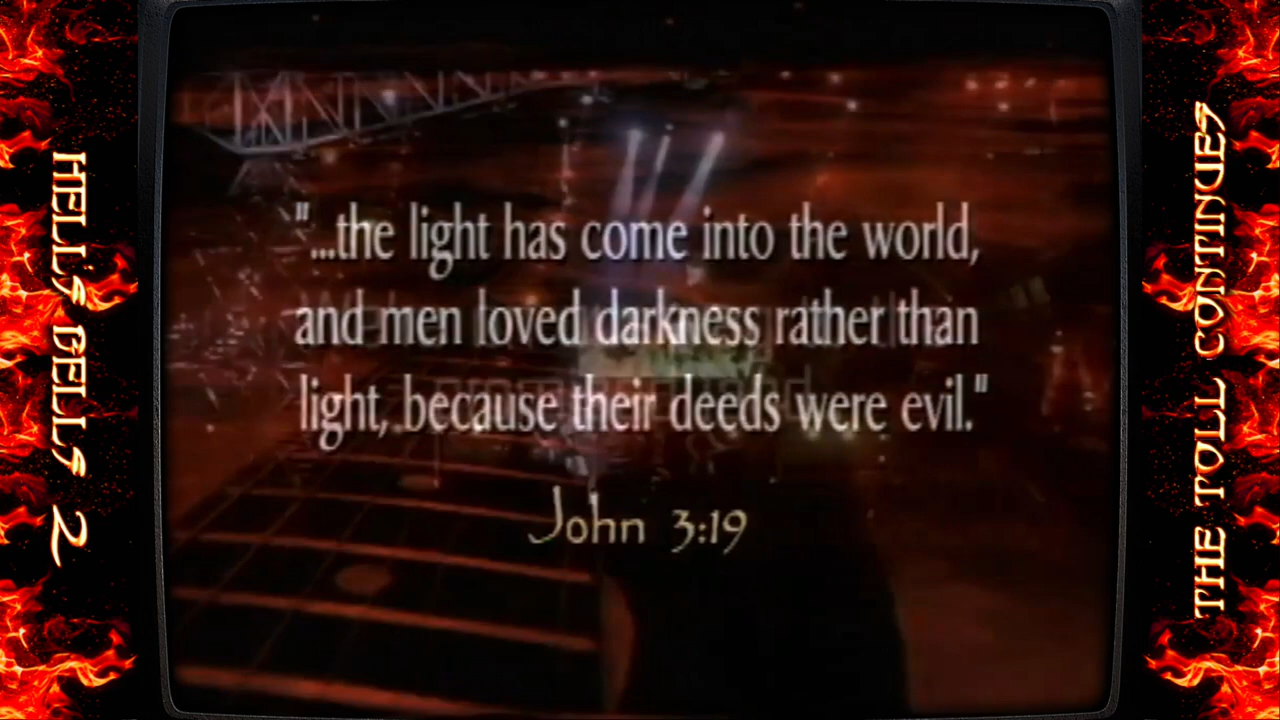 HELL'S BELLS 2
"...the light has come into the world,
and men loved darkness rather than
light, because their deeds were evil."
John 3:19
THE TOLL CONTINUES